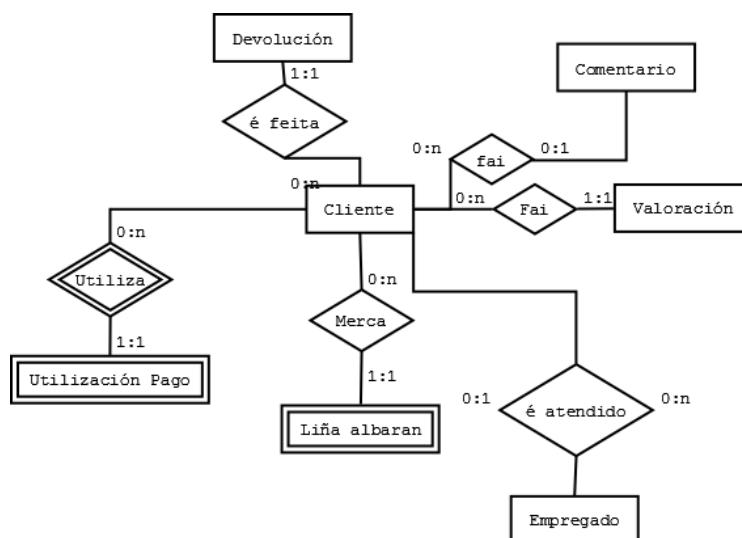 Devolución
1:1
é feita
0:n
Comentario
0:n
fai
0:1
Cliente
0:n
Fai
1:1
Valoración
0:n
Utiliza
1:1
Utilización Pago
0:n
Merca
1:1
Liña albaran
0:1
é atendido
0:n
Empregado